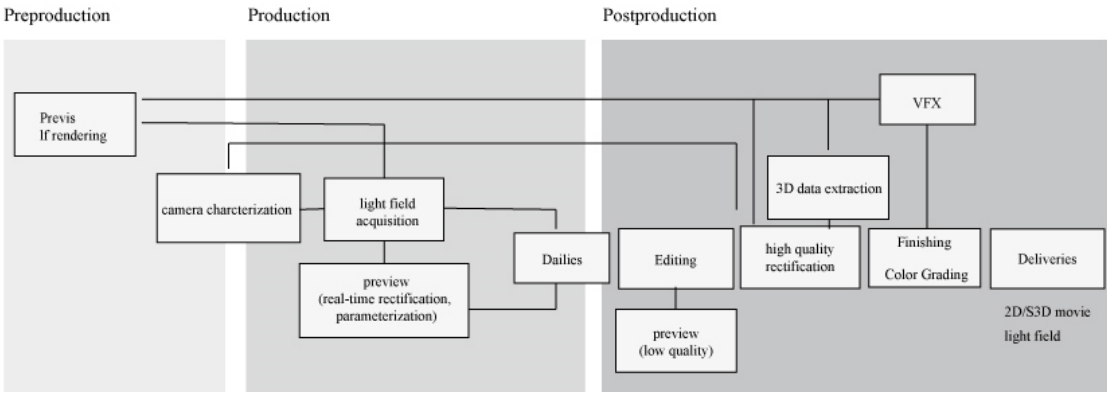 Preproduction
Production
Postproduction
Previs
lf rendering
camera charcterization
light field
acquisition
preview
(real-time rectification,
parameterization)
Dailies
Editing
preview
(low quality)
VFX
3D data extraction
high quality
rectification
Finishing
Color Grading
Deliveries
2D/S3D movie
light field